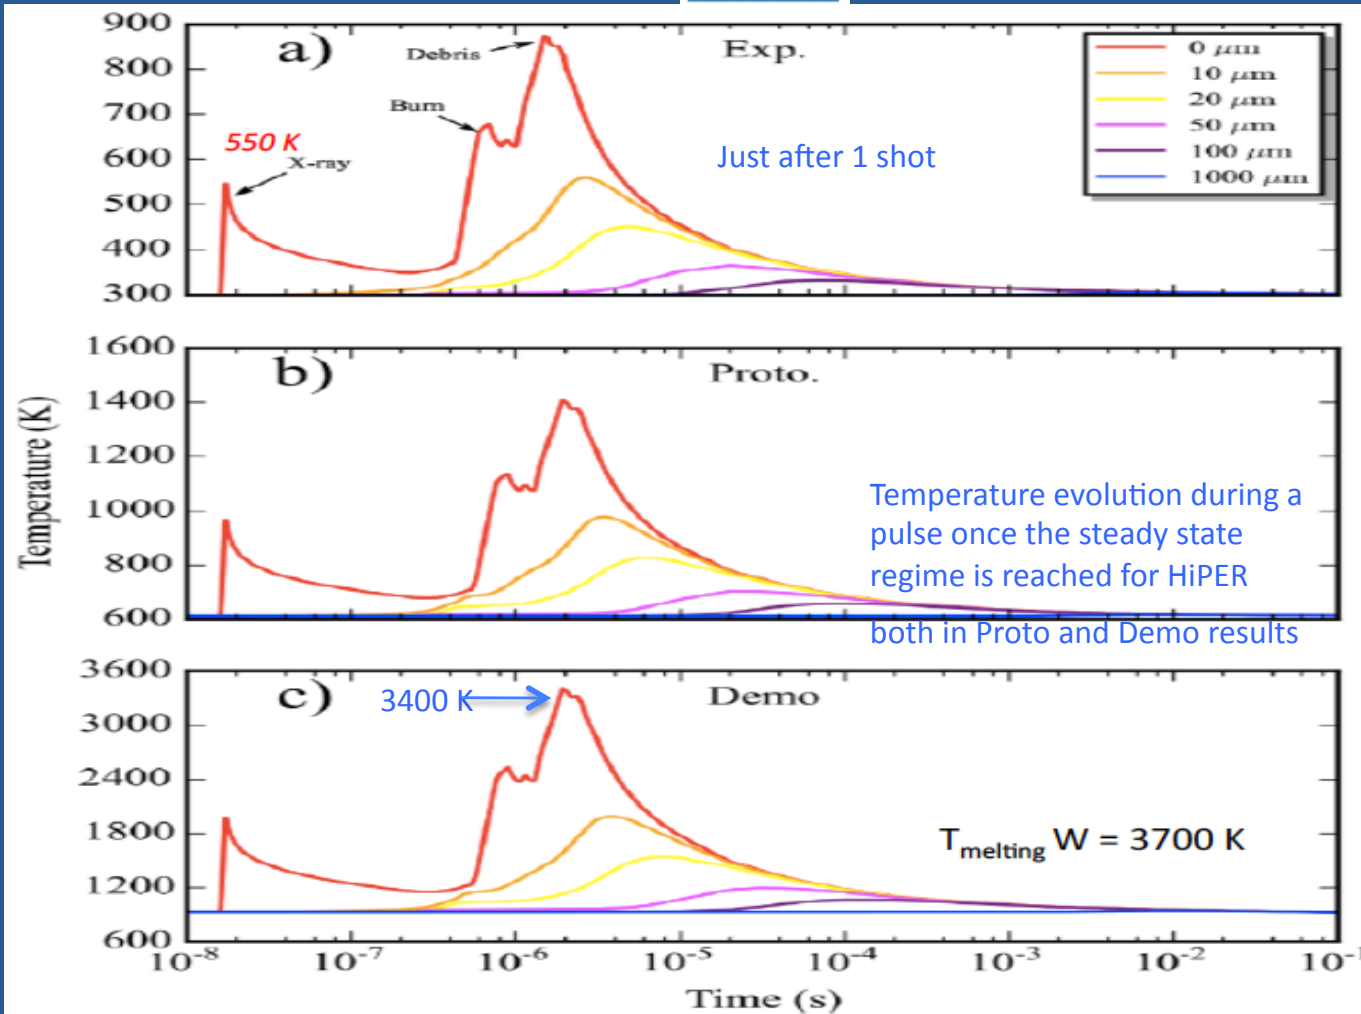 900
800
700
600
500
400
300
a)
Debris
Exp.
Burn
550 K
X-ray
Just after 1 shot
0 μm
10 μm
20 μm
50 μm
100 μm
1000 μm
1600
1400
1200
1000
800
600
b)
Proto.
Temperature (K)
Temperature evolution during a
pulse once the steady state
regime is reached for HiPER
both in Proto and Demo results
3600
3000
2400
1800
1200
600
c)
3400 K
Demo
Tmelting W = 3700 K
10-8 10-7 10-6 10-5 10-4 10-3 10-2 10-1
Time (s)